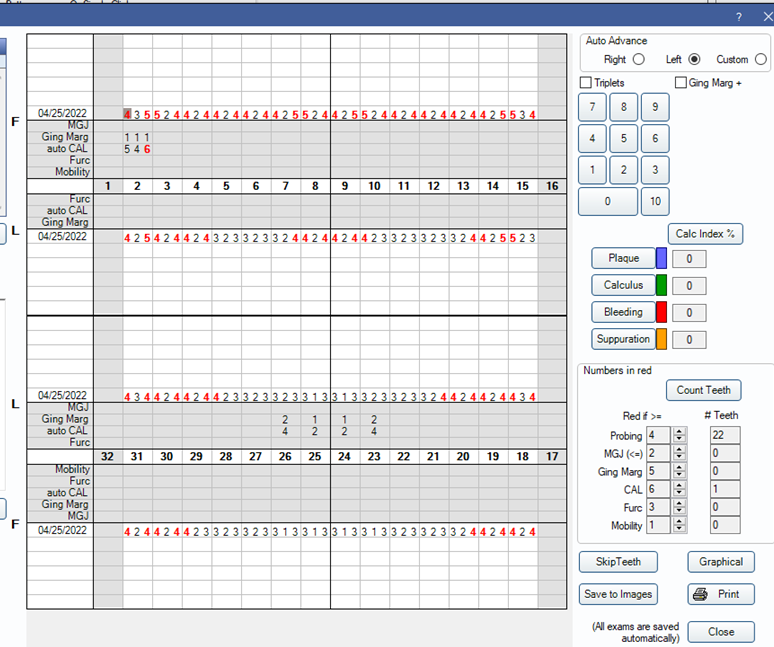 ?
Auto Advance
Right Left Custom
Triplets Ging Marg +
7 8 9
4 5 6
1 2 3
0 10
Calc Index %
Plaque 0
Calculus 0
Bleeding 0
Suppuration 0
Numbers in red
Count Teeth
Red if >= # Teeth
Probing 4 22
MGJ (<=) 2 0
Ging Marg 5 0
CAL 6 1
Furc 3 0
Mobility 1 0
SkipTeeth Graphical
Save to Images Print
(All exams are saved
automatically) Close
04/25/2022 4 3 5 5 2 4 4 2 4 4 2 4 4 2 4 4 2 5 5 2 4 4 2 5 5 2 4 4 2 4 4 2 4 4 2 4 4 2 5 5 3 4
F
MGJ
Ging Marg 1 1 1
auto CAL 5 4 6
Furc
Mobility
1 2 3 4 5 6 7 8 9 10 11 12 13 14 15 16
Furc
auto CAL
Ging Marg
L
04/25/2022 4 2 5 4 2 4 4 2 4 3 2 3 3 2 3 3 2 4 4 2 4 4 2 4 4 2 3 3 2 3 3 2 3 3 2 4 4 2 5 5 2 3
04/25/2022 4 3 4 4 2 4 4 2 4 4 2 3 3 2 3 3 2 3 3 1 3 3 1 3 3 2 3 3 2 3 3 2 4 4 2 4 4 2 4 4 3 4
L
MGJ
Ging Marg 2 1 1 2
auto CAL 4 2 2 4
Furc
32 31 30 29 28 27 26 25 24 23 22 21 20 19 18 17
Mobility
Furc
auto CAL
Ging Marg
MGJ
F
04/25/2022 4 2 4 4 2 4 4 2 3 3 2 3 3 2 3 3 1 3 3 1 3 3 1 3 3 1 3 3 2 3 3 2 3 3 2 4 4 2 4 4 2 4